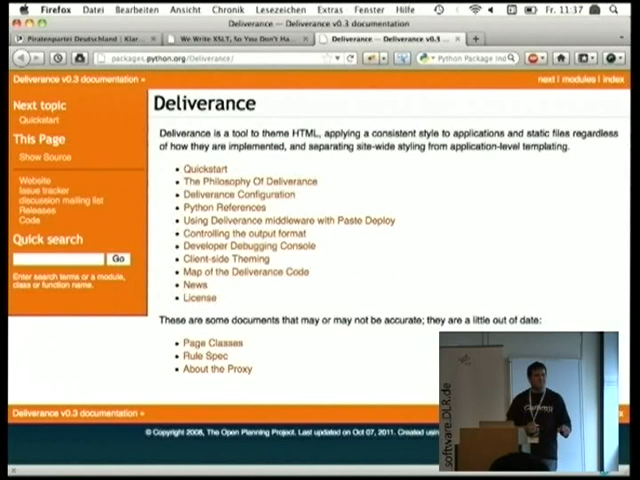 Firefox Datei Bearbeiten Ansicht Chronik Lesezeichen Extras Fenster Hilfe Fr. 11:37
Deliverance — Deliverance v0.3 documentation
Piratenpartei Deutschland | Klar...
We Write XSLT, So You Don't Ha...
Deliverance — Deliverance v0.3...
packages.python.org/Deliverance/
Python Package Ind
Deliverance v0.3 documentation »
next | modules | index
Next topic
Quickstart
This Page
Show Source
Website
Issue tracker
discussion mailing list
Releases
Code
Quick search
Go
Enter search terms or a module,
class or function name.
Deliverance
Deliverance is a tool to theme HTML, applying a consistent style to applications and static files regardless
of how they are implemented, and separating site-wide styling from application-level templating.
• Quickstart
• The Philosophy Of Deliverance
• Deliverance Configuration
• Python References
• Using Deliverance middleware with Paste Deploy
• Controlling the output format
• Developer Debugging Console
• Client-side Theming
• Map of the Deliverance Code
• News
• License
These are some documents that may or may not be accurate; they are a little out of date:
• Page Classes
• Rule Spec
• About the Proxy
Deliverance v0.3 documentation »
© Copyright 2008, The Open Planning Project. Last updated on Oct 07, 2011. Created
software.DLR.de